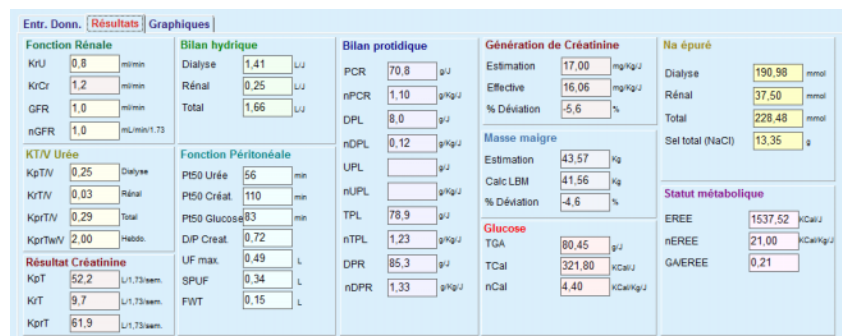 Entr. Donn. Résultats Graphiques
Fonction Rénale
KrU 0,8 ml/min
KrCr 1,2 ml/min
GFR 1,0 ml/min
nGFR 1,0 mL/min/1.73
KT/V Urée
KpT/V 0,25 Dialyse
KrT/V 0,03 Rénal
KprT/V 0,29 Total
KprTw/V 2,00 Hebdo.
Résultat Créatinine
KpT 52,2 L/1,73/sem.
KrT 9,7 L/1,73/sem.
KprT 61,9 L/1,73/sem.
Bilan hydrique
Dialyse 1,41 L/J
Rénal 0,25 L/J
Total 1,66 L/J
Fonction Péritonéale
Pt50 Urée 56 min
Pt50 Créat. 110 min
Pt50 Glucose 83 min
D/P Creat. 0,72
UF max. 0,49 L
SPUF 0,34 L
FWT 0,15 L
Bilan protidique
PCR 70,8 g/J
nPCR 1,10 g/Kg/J
DPL 8,0 g/J
nDPL 0,12 g/Kg/J
UPL g/J
nUPL g/Kg/J
TPL 78,9 g/J
nTPL 1,23 g/Kg/J
DPR 85,3 g/J
nDPR 1,33 g/Kg/J
Génération de Créatinine
Estimation 17,00 mg/Kg/J
Effective 16,06 mg/Kg/J
% Déviation -5,6 %
Masse maigre
Estimation 43,57 Kg
Calc LBM 41,56 Kg
% Déviation -4,6 %
Glucose
TGA 80,45 g/J
TCal 321,80 KCal/J
nCal 4,40 KCal/Kg/J
Na épuré
Dialyse 190,98 mmol
Rénal 37,50 mmol
Total 228,48 mmol
Sel total (NaCl) 13,35 g
Statut métabolique
EREE 1537,52 KCal/J
nEREE 21,00 KCal/Kg/J
GA/EREE 0,21